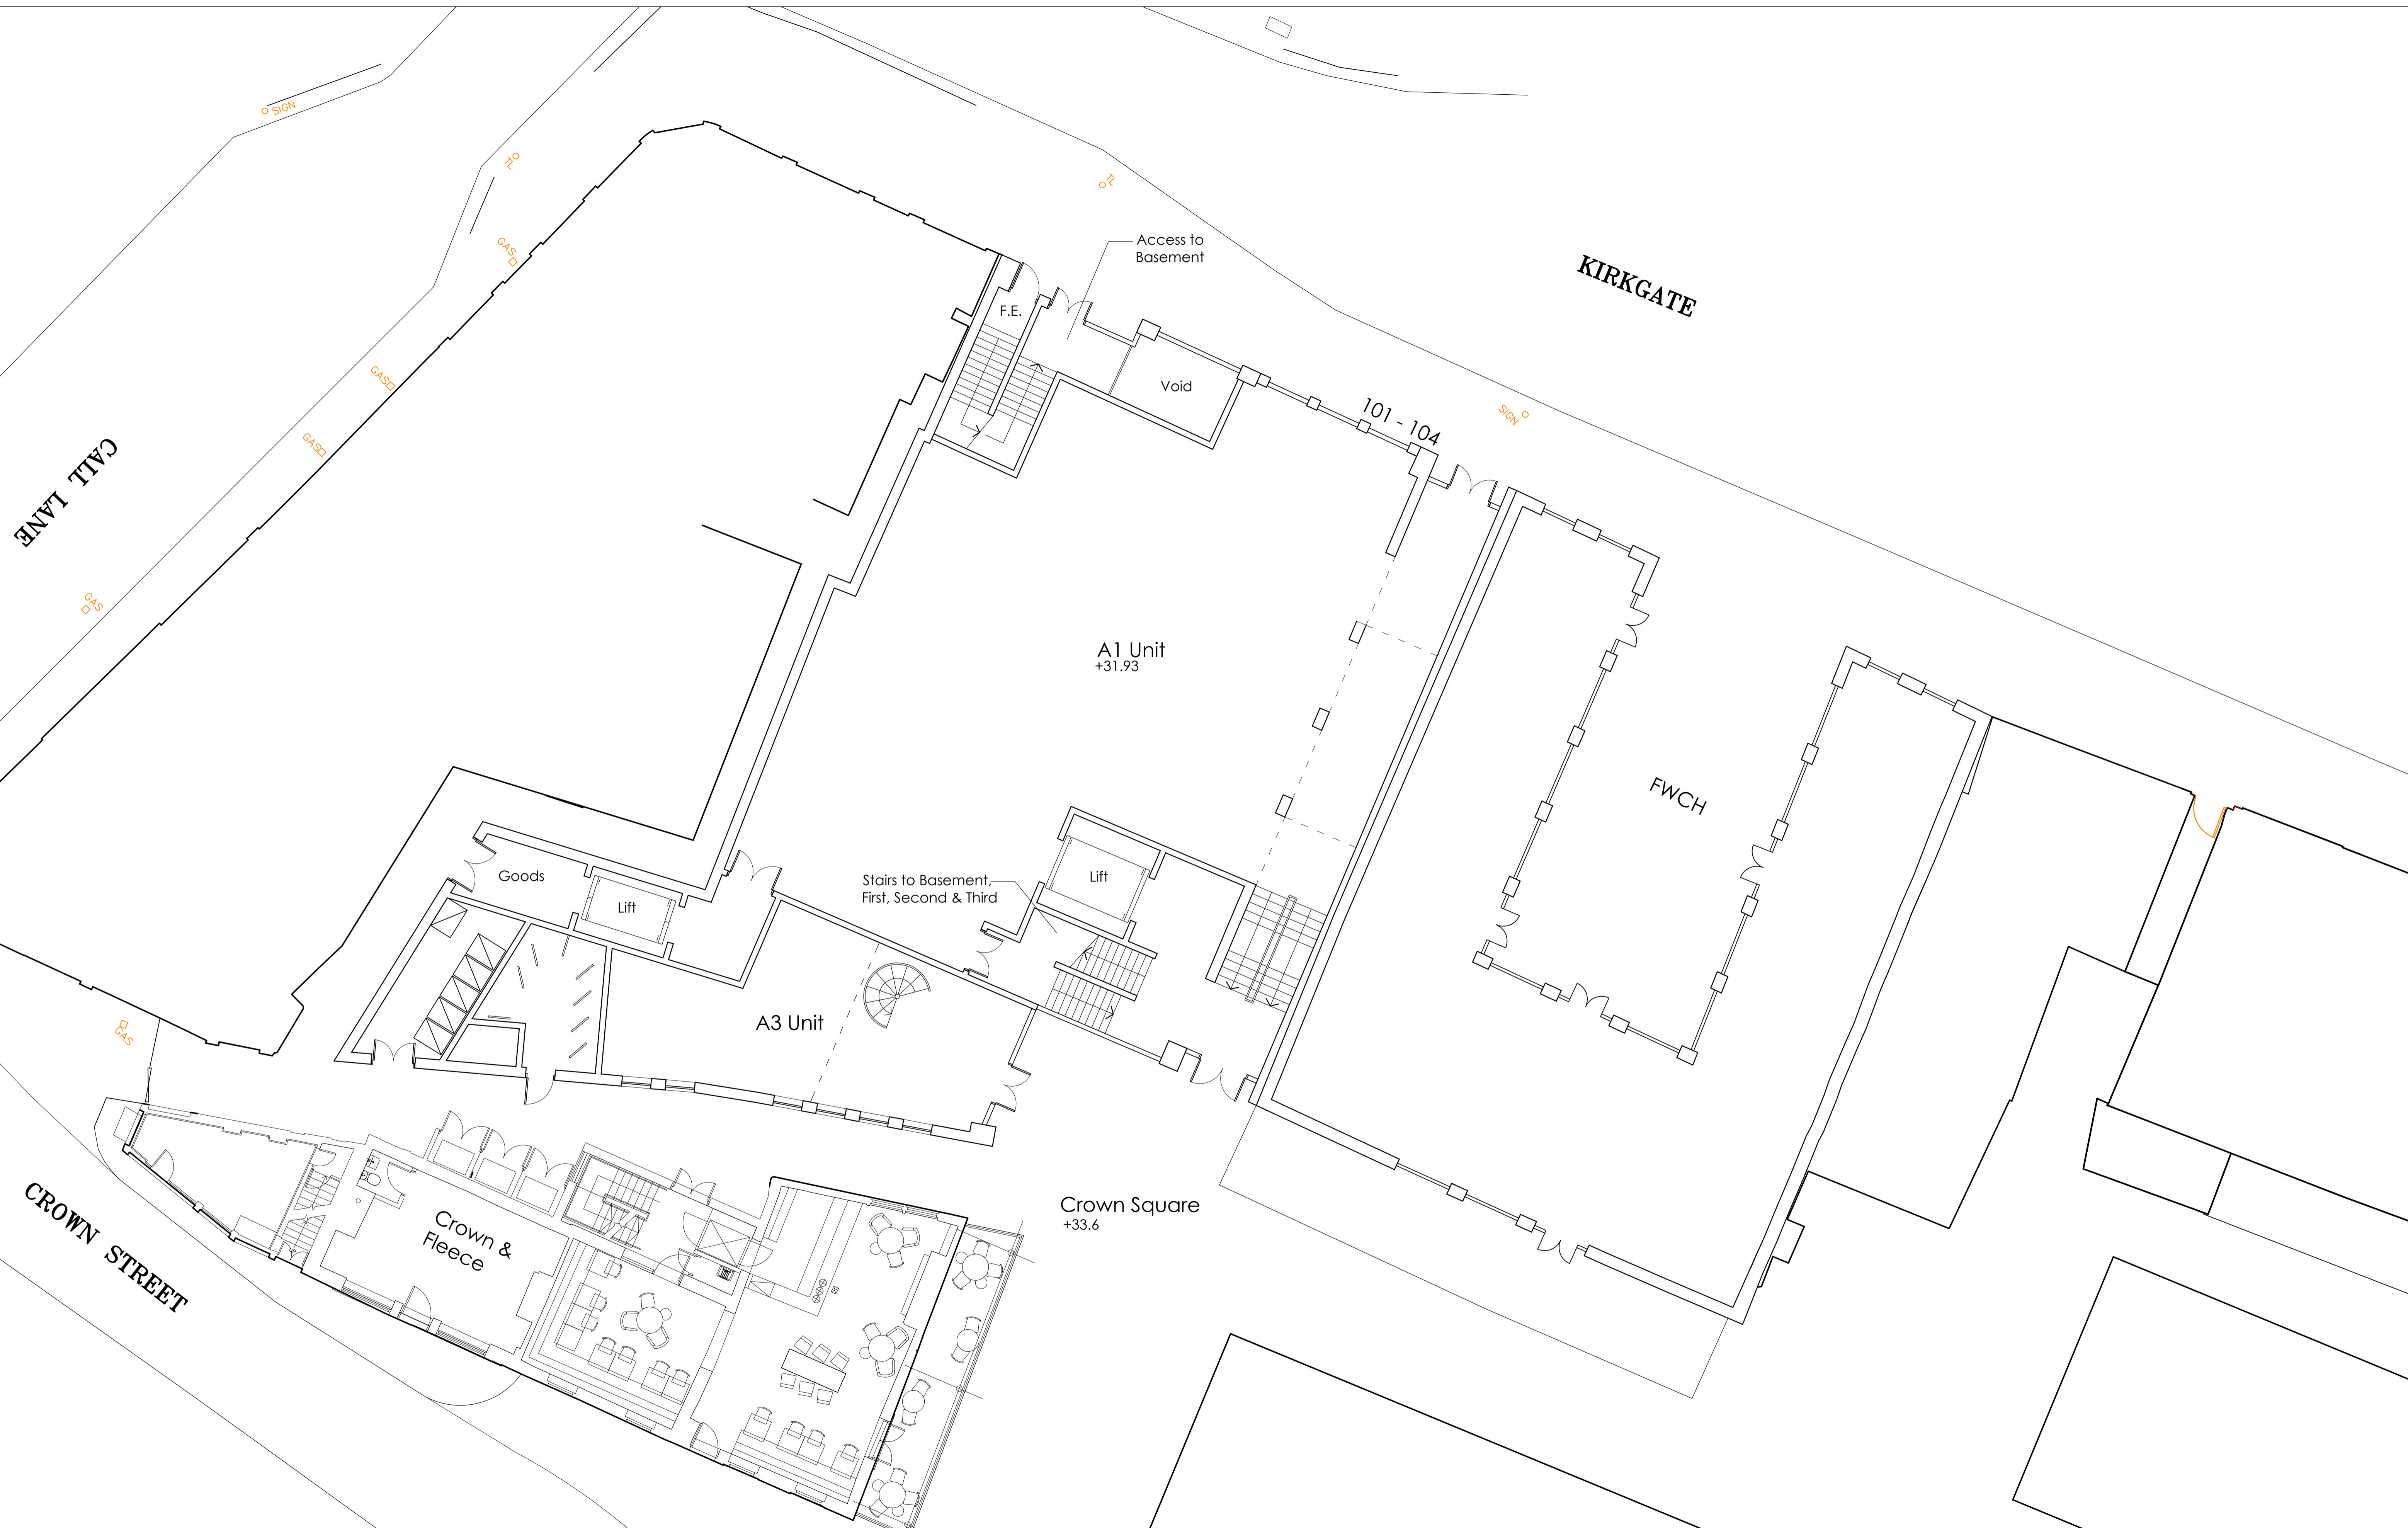 SIGN
TL
TL
GAS
Access to
Basement
KIRKGATE
F.E.
Void
GAS
101 - 104
SIGN
GAS
CALL LANE
GAS
A1 Unit
+31.93
FWCH
Goods
Lift
Stairs to Basement,
First, Second & Third
Lift
A3 Unit
GAS
Crown Square
+33.6
CROWN STREET
Crown &
Fleece